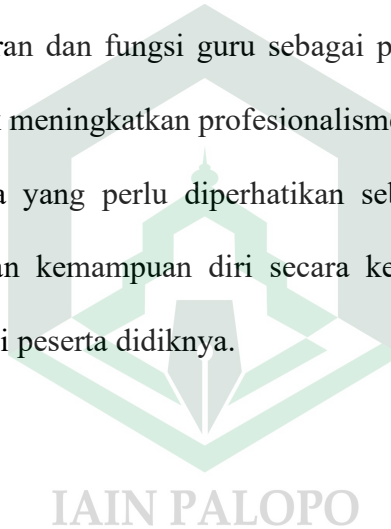 ran dan fungsi guru sebagai p
meningkatkan profesionalisme
a yang perlu diperhatikan seb
an kemampuan diri secara ke
i peserta didiknya.
IAIN PALOPO